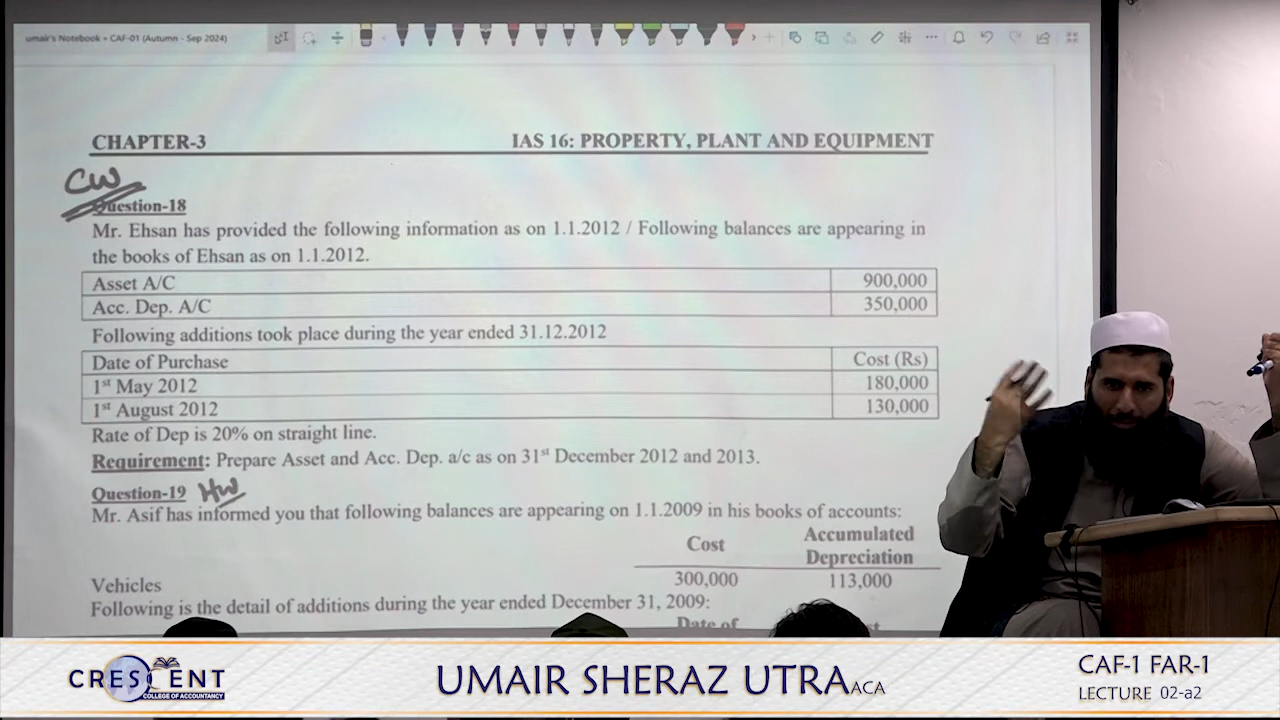 umair's Notebook » CAF-01 (Autumn - Sep 2024)
CHAPTER-3 IAS 16: PROPERTY, PLANT AND EQUIPMENT
CW
Question-18
Mr. Ehsan has provided the following information as on 1.1.2012 / Following balances are appearing in
the books of Ehsan as on 1.1.2012.
Asset A/C 900,000
Acc. Dep. A/C 350,000
Following additions took place during the year ended 31.12.2012
Date of Purchase Cost (Rs)
1st May 2012 180,000
1st August 2012 130,000
Rate of Dep is 20% on straight line.
Requirement: Prepare Asset and Acc. Dep. a/c as on 31st December 2012 and 2013.
Question-19 HW
Mr. Asif has informed you that following balances are appearing on 1.1.2009 in his books of accounts:
Cost Accumulated
Depreciation
Vehicles 300,000 113,000
Following is the detail of additions during the year ended December 31, 2009:
Date of
CRESCENT
COLLEGE OF ACCOUNTANCY
UMAIR SHERAZ UTRA ACA
CAF-1 FAR-1
LECTURE 02-a2